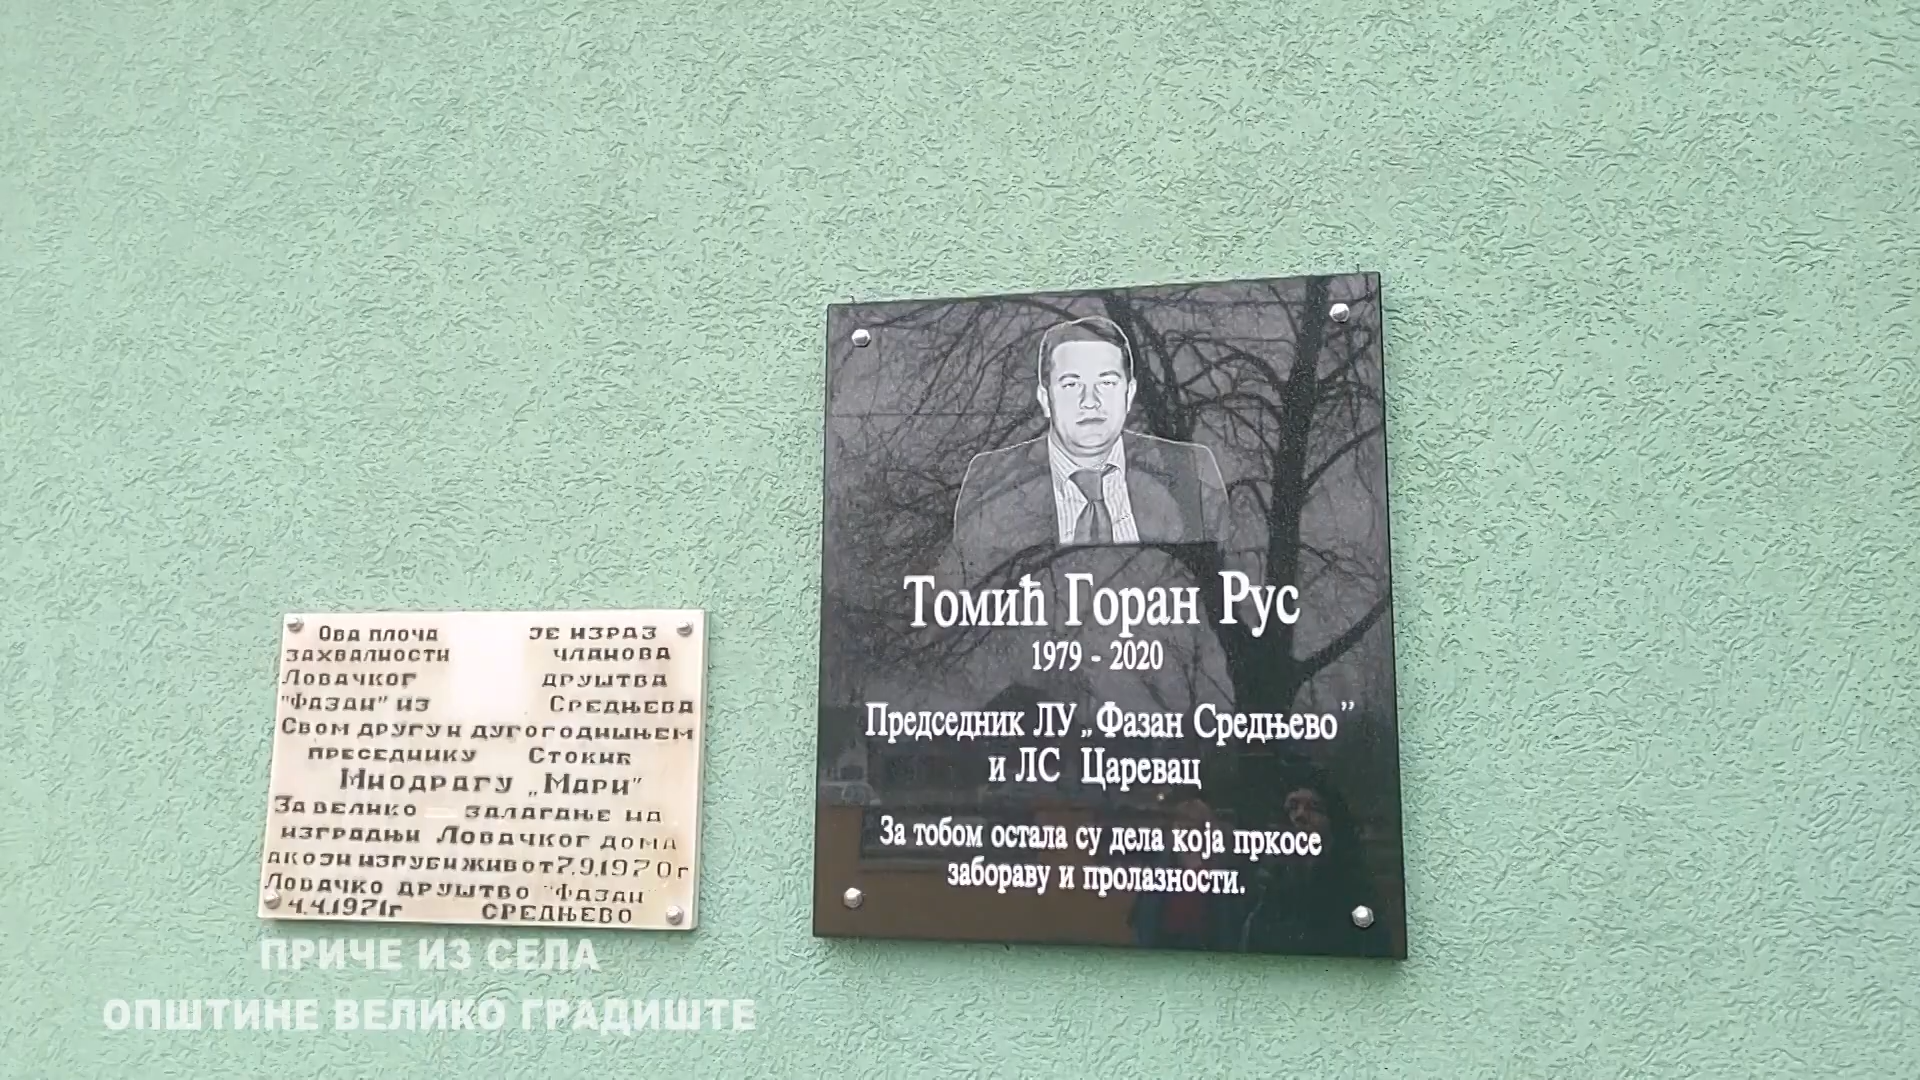 Ова плоча је израз
захвалности чланова
Ловачког друштва
"Фазан" из Средњева
Свом другу и дугогодишњем
преседнику Стокић
Миодрагу „Мари”
За велико залагање на
изградњи Ловачког дома
а који изгуби живот 7.9.1970 г
Ловачко друштво "Фазан"
4.4.1971г Средњево
Томић Горан Рус
1979 - 2020
Председник ЛУ „Фазан Средњево”
и ЛС Царевац
За тобом остала су дела која пркосе
забораву и пролазности.
ПРИЧЕ ИЗ СЕЛА
ОПШТИНЕ ВЕЛИКО ГРАДИШТЕ